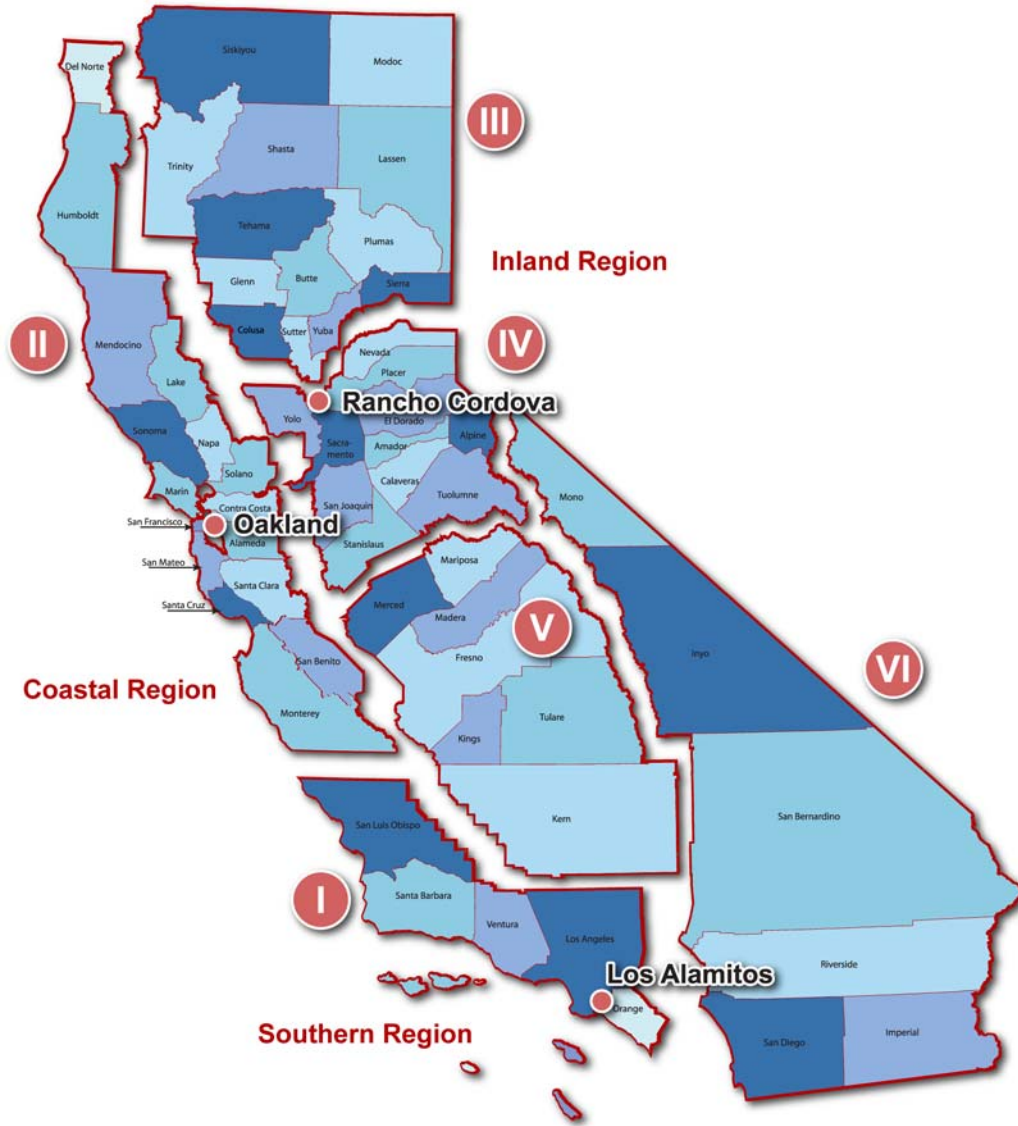 Siskiyou
Modoc
Del Norte
III
Trinity
Shasta
Lassen
Humboldt
Tehama
Plumas
Inland Region
Glenn
Butte
Sierra
Colusa
Sutter
Yuba
II
Mendocino
Lake
Nevada
IV
Placer
Rancho Cordova
Yolo
El Dorado
Sonoma
Napa
Sacra-
mento
Amador
Alpine
Solano
Calaveras
Marin
Tuolumne
Mono
Contra Costa
San Joaquin
San Francisco
Oakland
Alameda
Stanislaus
San Mateo
Mariposa
Santa Clara
Merced
Madera
Santa Cruz
V
Fresno
Inyo
VI
San Benito
Coastal Region
Monterey
Tulare
Kings
San Bernardino
Kern
San Luis Obispo
I
Santa Barbara
Ventura
Los Angeles
Riverside
Los Alamitos
Orange
Southern Region
San Diego
Imperial